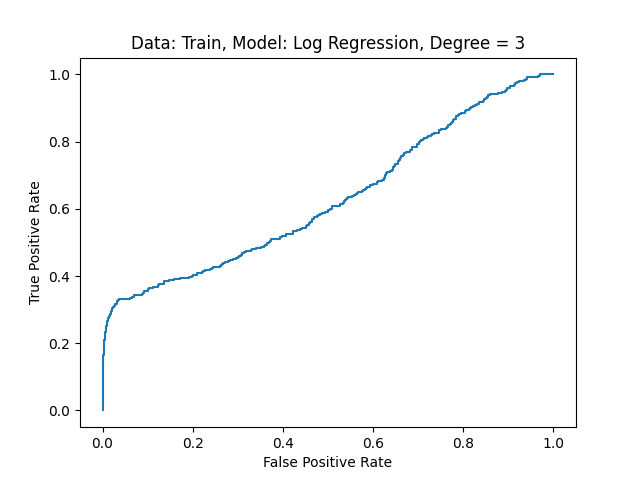 Data: Train, Model: Log Regression, Degree = 3
1.0
0.8
0.6
0.4
0.2
0.0
True Positive Rate
0.0 0.2 0.4 0.6 0.8 1.0
False Positive Rate